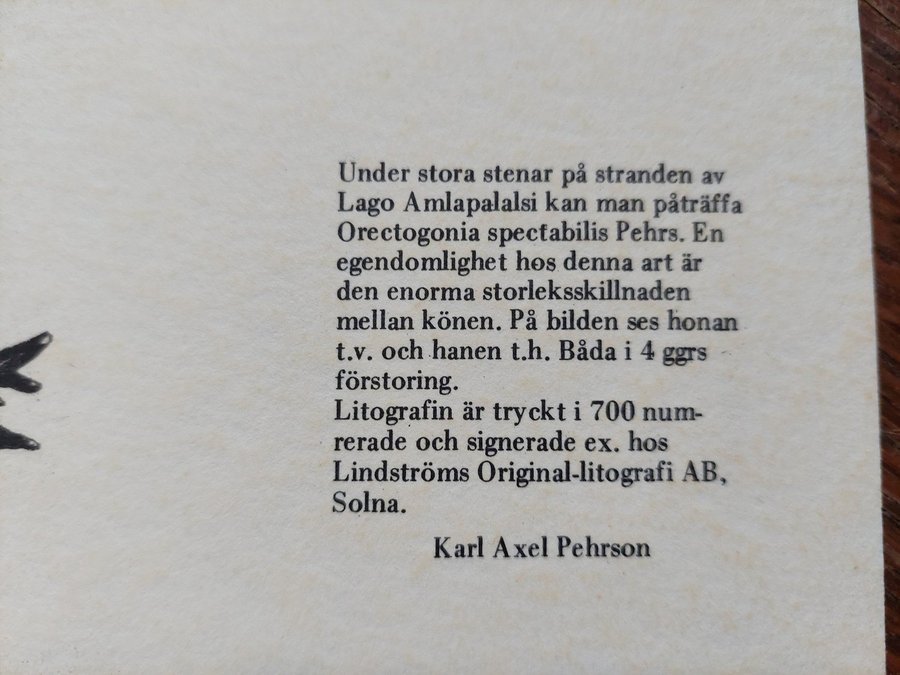 Under stora stenar på stranden av
Lago Amlapalalsi kan man påträffa
Orectogonia spectabilis Pehrs. En
egendomlighet hos denna art är
den enorma storleksskillnaden
mellan könen. På bilden ses honan
t.v. och hanen t.h. Båda i 4 ggrs
förstoring.
Litografin är tryckt i 700 num-
rerade och signerade ex. hos
Lindströms Original-litografi AB,
Solna.
Karl Axel Pehrson